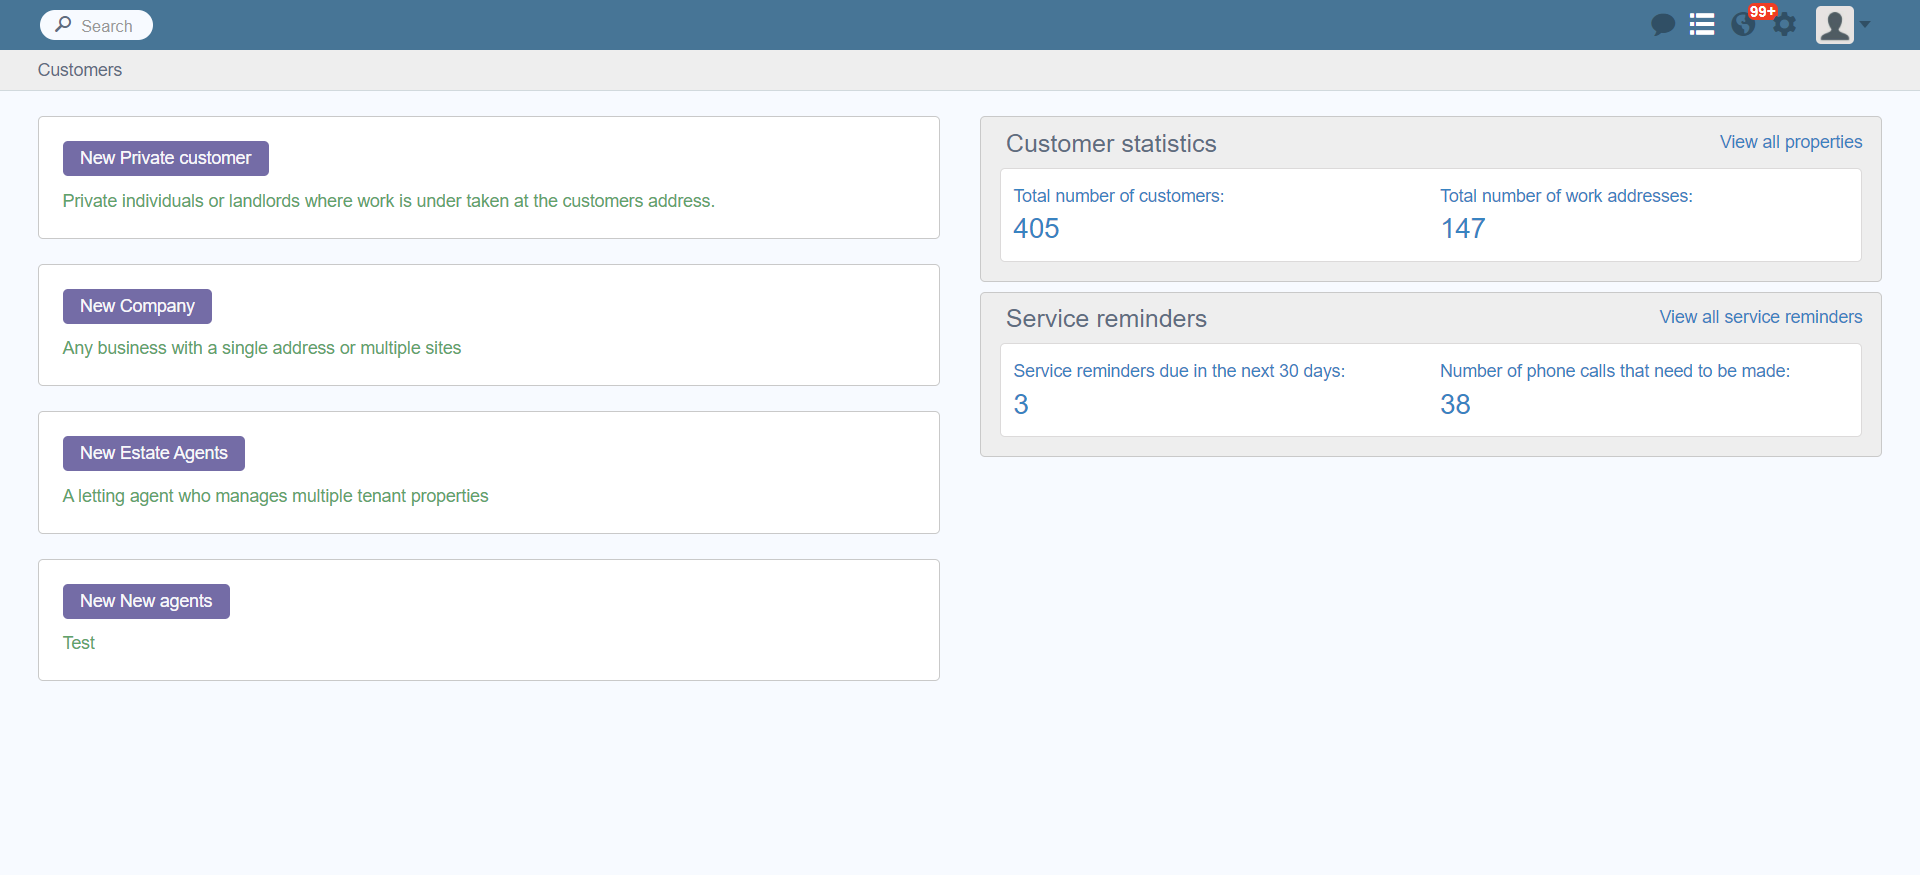 Search
99+
Customers
New Private customer
Private individuals or landlords where work is under taken at the customers address.
New Company
Any business with a single address or multiple sites
New Estate Agents
A letting agent who manages multiple tenant properties
New New agents
Test
Customer statistics
View all properties
Total number of customers:
405
Total number of work addresses:
147
Service reminders
View all service reminders
Service reminders due in the next 30 days:
3
Number of phone calls that need to be made:
38